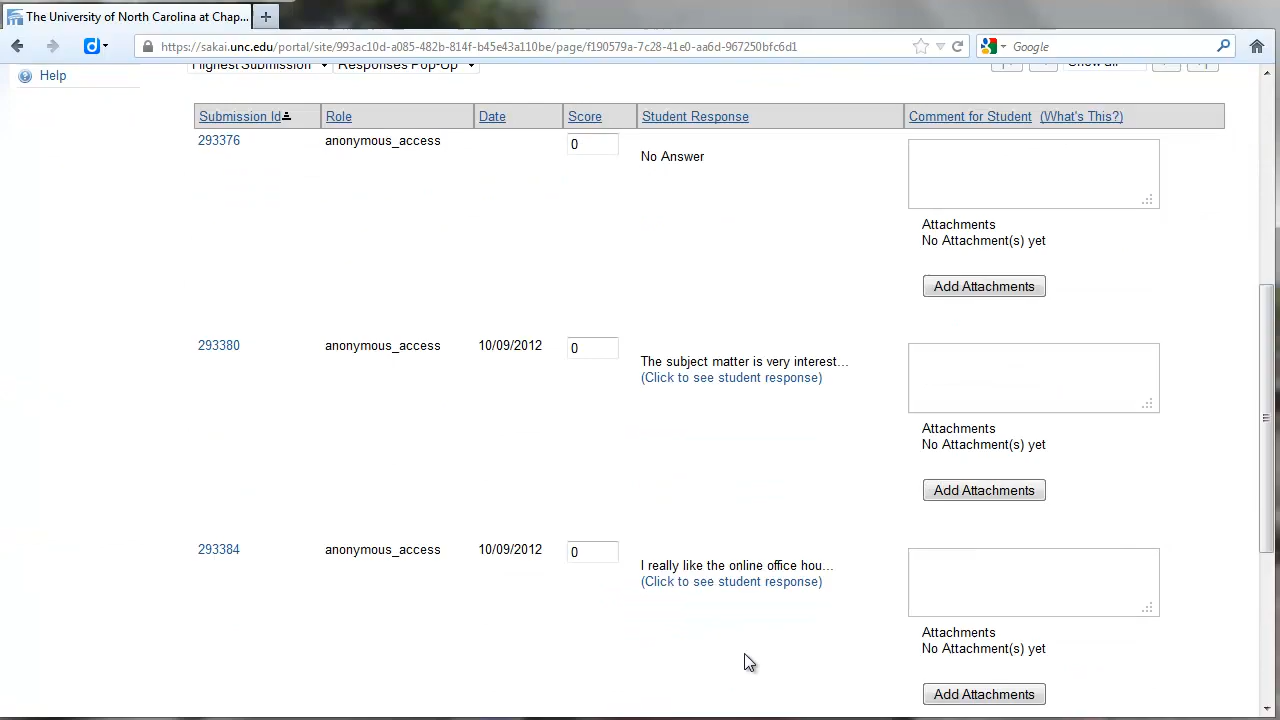 The University of North Carolina at Chap...
https://sakai.unc.edu/portal/site/993ac10d-a085-482b-814f-b45e43a110be/page/f190579a-7c28-41e0-aa62-967250bfc6d1
Google
Help
Highest Submission
Responses Pop-Up
Show all
Submission Id Role Date Score Student Response Comment for Student (What's This?)
293376 anonymous_access 0
No Answer
Attachments
No Attachment(s) yet
Add Attachments
293380 anonymous_access 10/09/2012 0
The subject matter is very interest...
(Click to see student response)
Attachments
No Attachment(s) yet
Add Attachments
293384 anonymous_access 10/09/2012 0
I really like the online office hou...
(Click to see student response)
Attachments
No Attachment(s) yet
Add Attachments